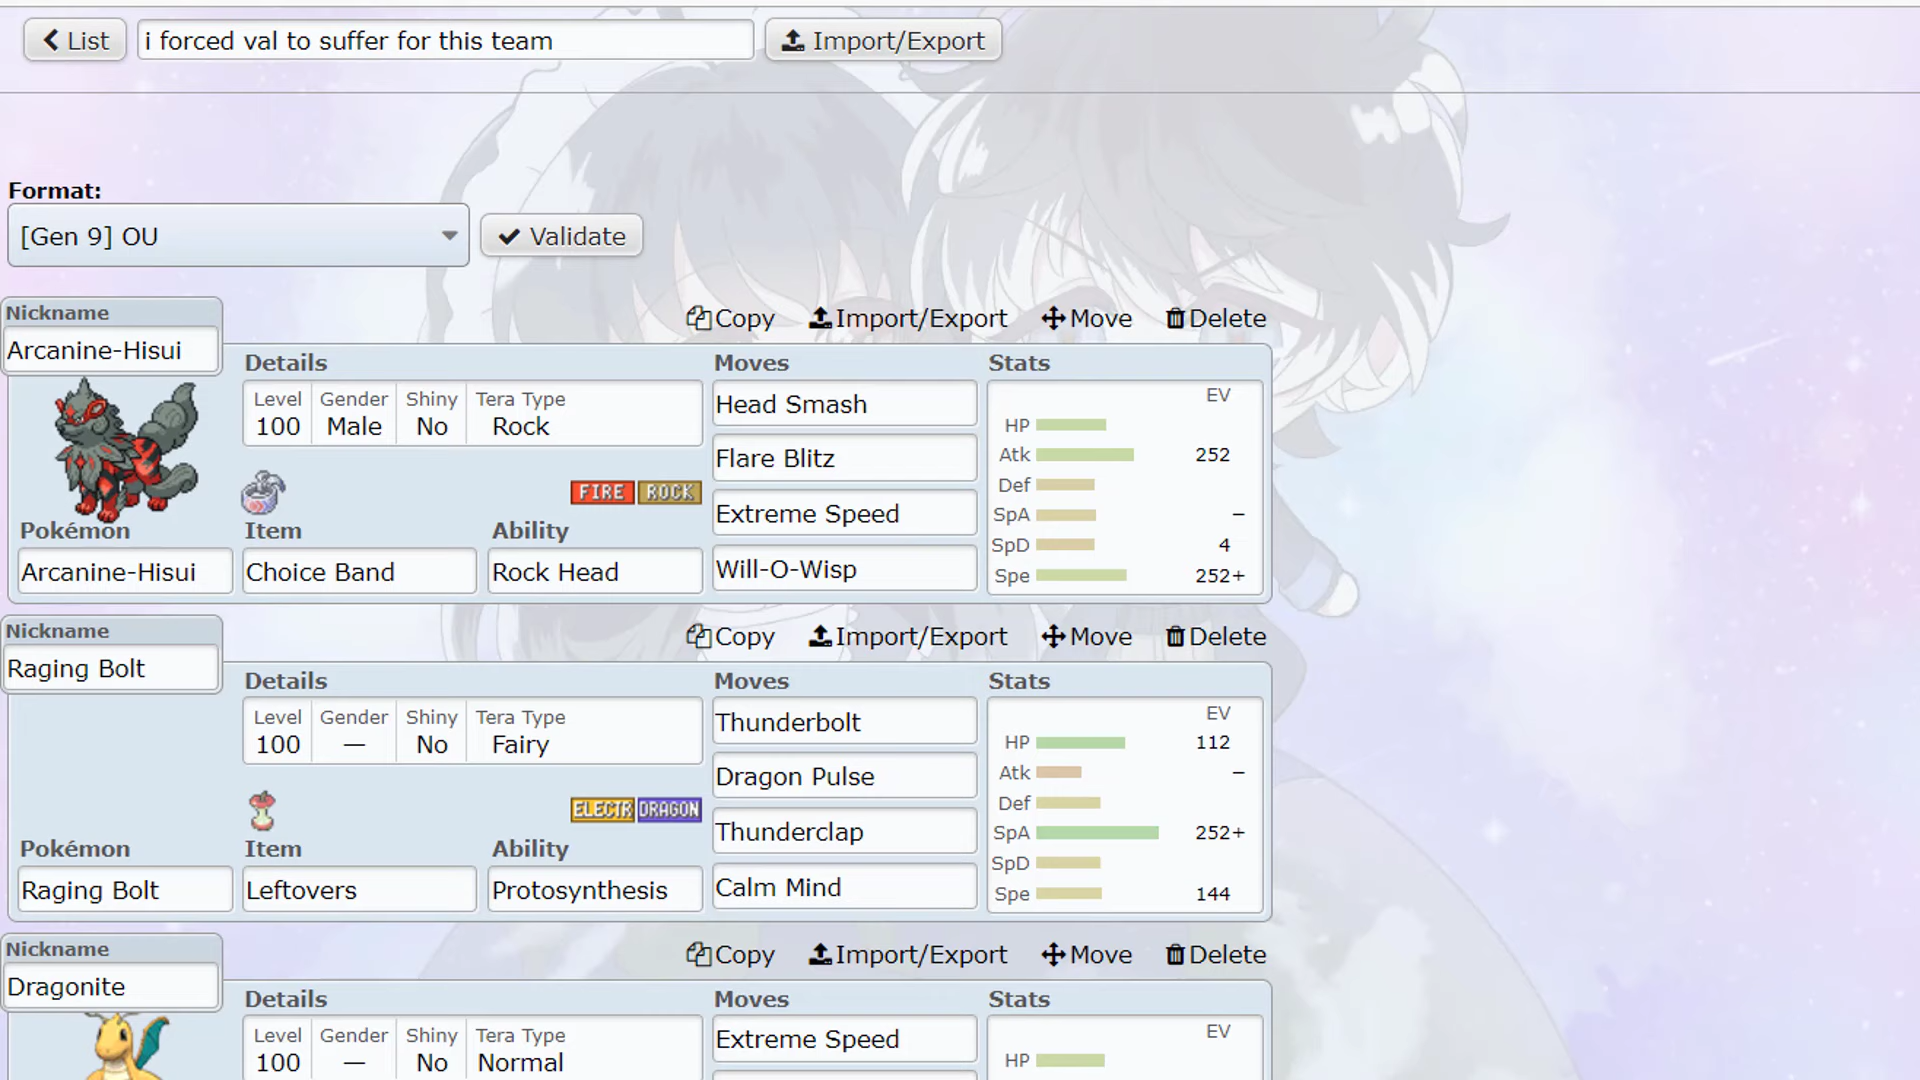 List
i forced val to suffer for this team
Import/Export
Format:
[Gen 9] OU
Validate
Nickname
Arcanine-Hisui
Copy Import/Export Move Delete
Details
Level Gender Shiny Tera Type
100 Male No Rock
FIRE ROCK
Pokémon Item Ability
Arcanine-Hisui Choice Band Rock Head
Moves
Head Smash
Flare Blitz
Extreme Speed
Will-O-Wisp
Stats
EV
HP
Atk 252
Def
SpA –
SpD 4
Spe 252+
Nickname
Raging Bolt
Copy Import/Export Move Delete
Details
Level Gender Shiny Tera Type
100 — No Fairy
ELECTR DRAGON
Pokémon Item Ability
Raging Bolt Leftovers Protosynthesis
Moves
Thunderbolt
Dragon Pulse
Thunderclap
Calm Mind
Stats
EV
HP 112
Atk –
Def
SpA 252+
SpD
Spe 144
Nickname
Dragonite
Copy Import/Export Move Delete
Details
Level Gender Shiny Tera Type
100 — No Normal
Moves
Extreme Speed
Stats
EV
HP